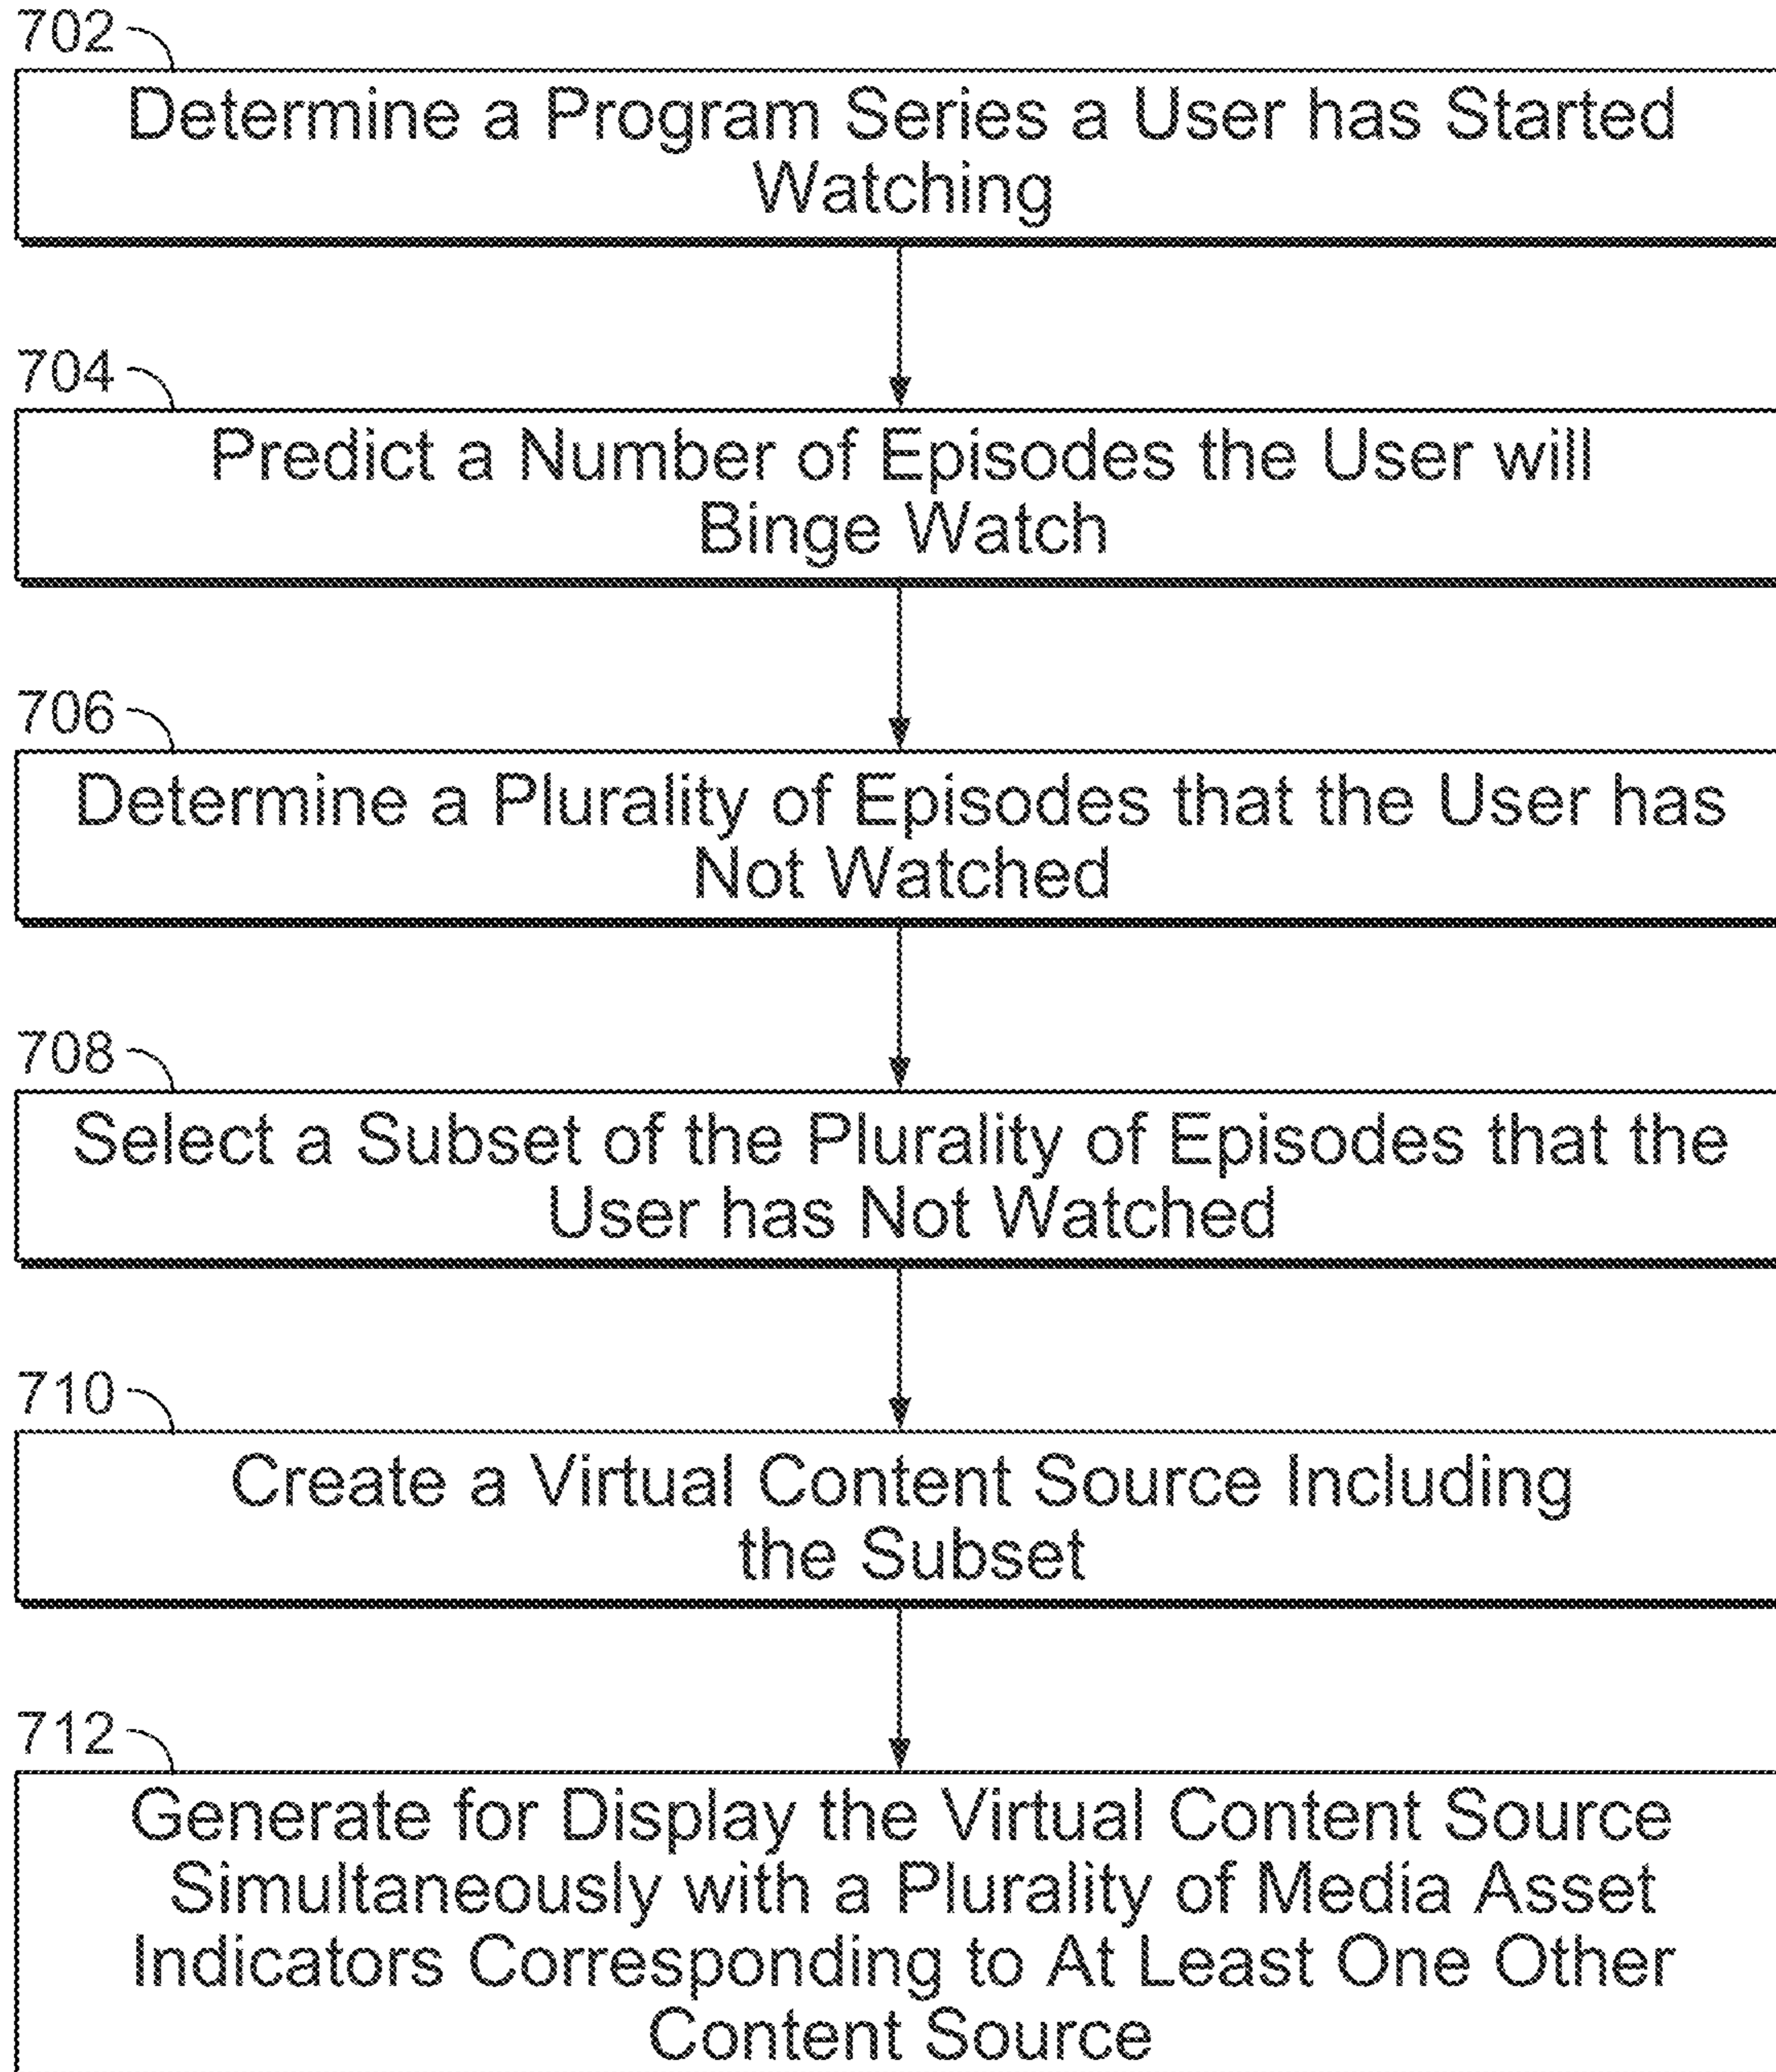 702
Determine a Program Series a User has Started
Watching
704
Predict a Number of Episodes the User will
Binge Watch
706
Determine a Plurality of Episodes that the User has
Not Watched
708
Select a Subset of the Plurality of Episodes that the
User has Not Watched
710
Create a Virtual Content Source Including
the Subset
712
Generate for Display the Virtual Content Source
Simultaneously with a Plurality of Media Asset
Indicators Corresponding to At Least One Other
Content Source